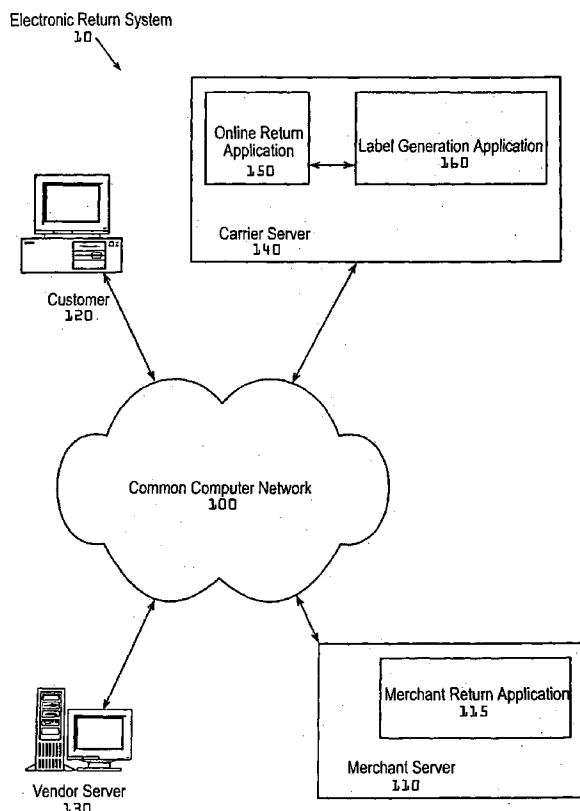 Electronic Return System
10
Online Return
Application
150
Label Generation Application
160
Carrier Server
140
Customer
120
Common Computer Network
100
Merchant Return Application
115
Merchant Server
110
Vendor Server
130